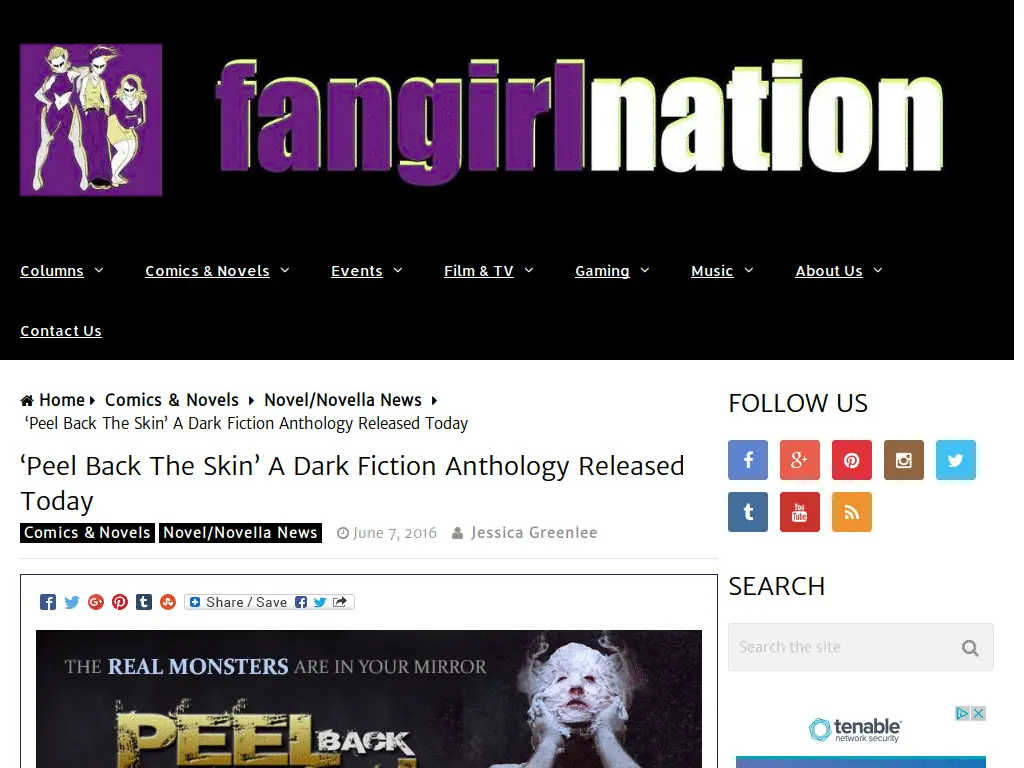 fangirlnation
Columns
Comics & Novels
Events
Film & TV
Gaming
Music
About Us
Contact Us
Home
Comics & Novels
Novel/Novella News
‘Peel Back The Skin’ A Dark Fiction Anthology Released Today
‘Peel Back The Skin’ A Dark Fiction Anthology Released
Today
Comics & Novels
Novel/Novella News
June 7, 2016
Jessica Greenlee
Share / Save
THE REAL MONSTERS ARE IN YOUR MIRROR
PEEL BACK
FOLLOW US
You Tube
SEARCH
Search the site
tenable
network security